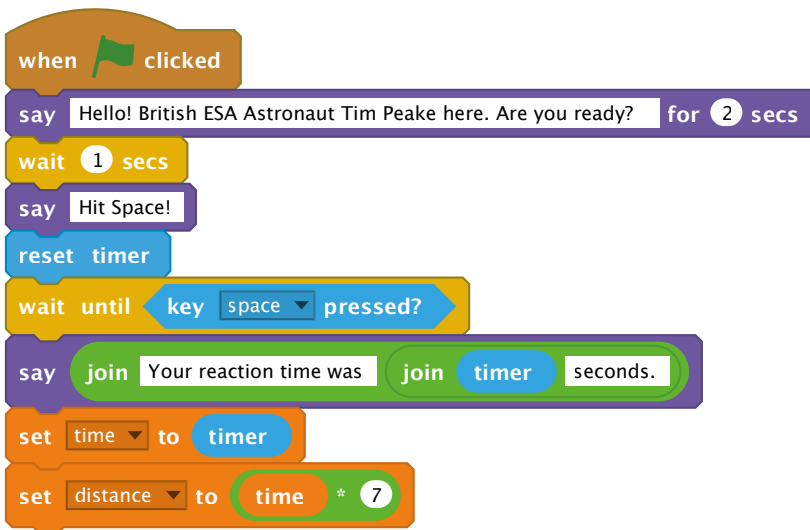 when clicked
say Hello! British ESA Astronaut Tim Peake here. Are you ready? for 2 secs
wait 1 secs
say Hit Space!
reset timer
wait until key space pressed?
say join Your reaction time was join timer seconds.
set time to timer
set distance to time * 7